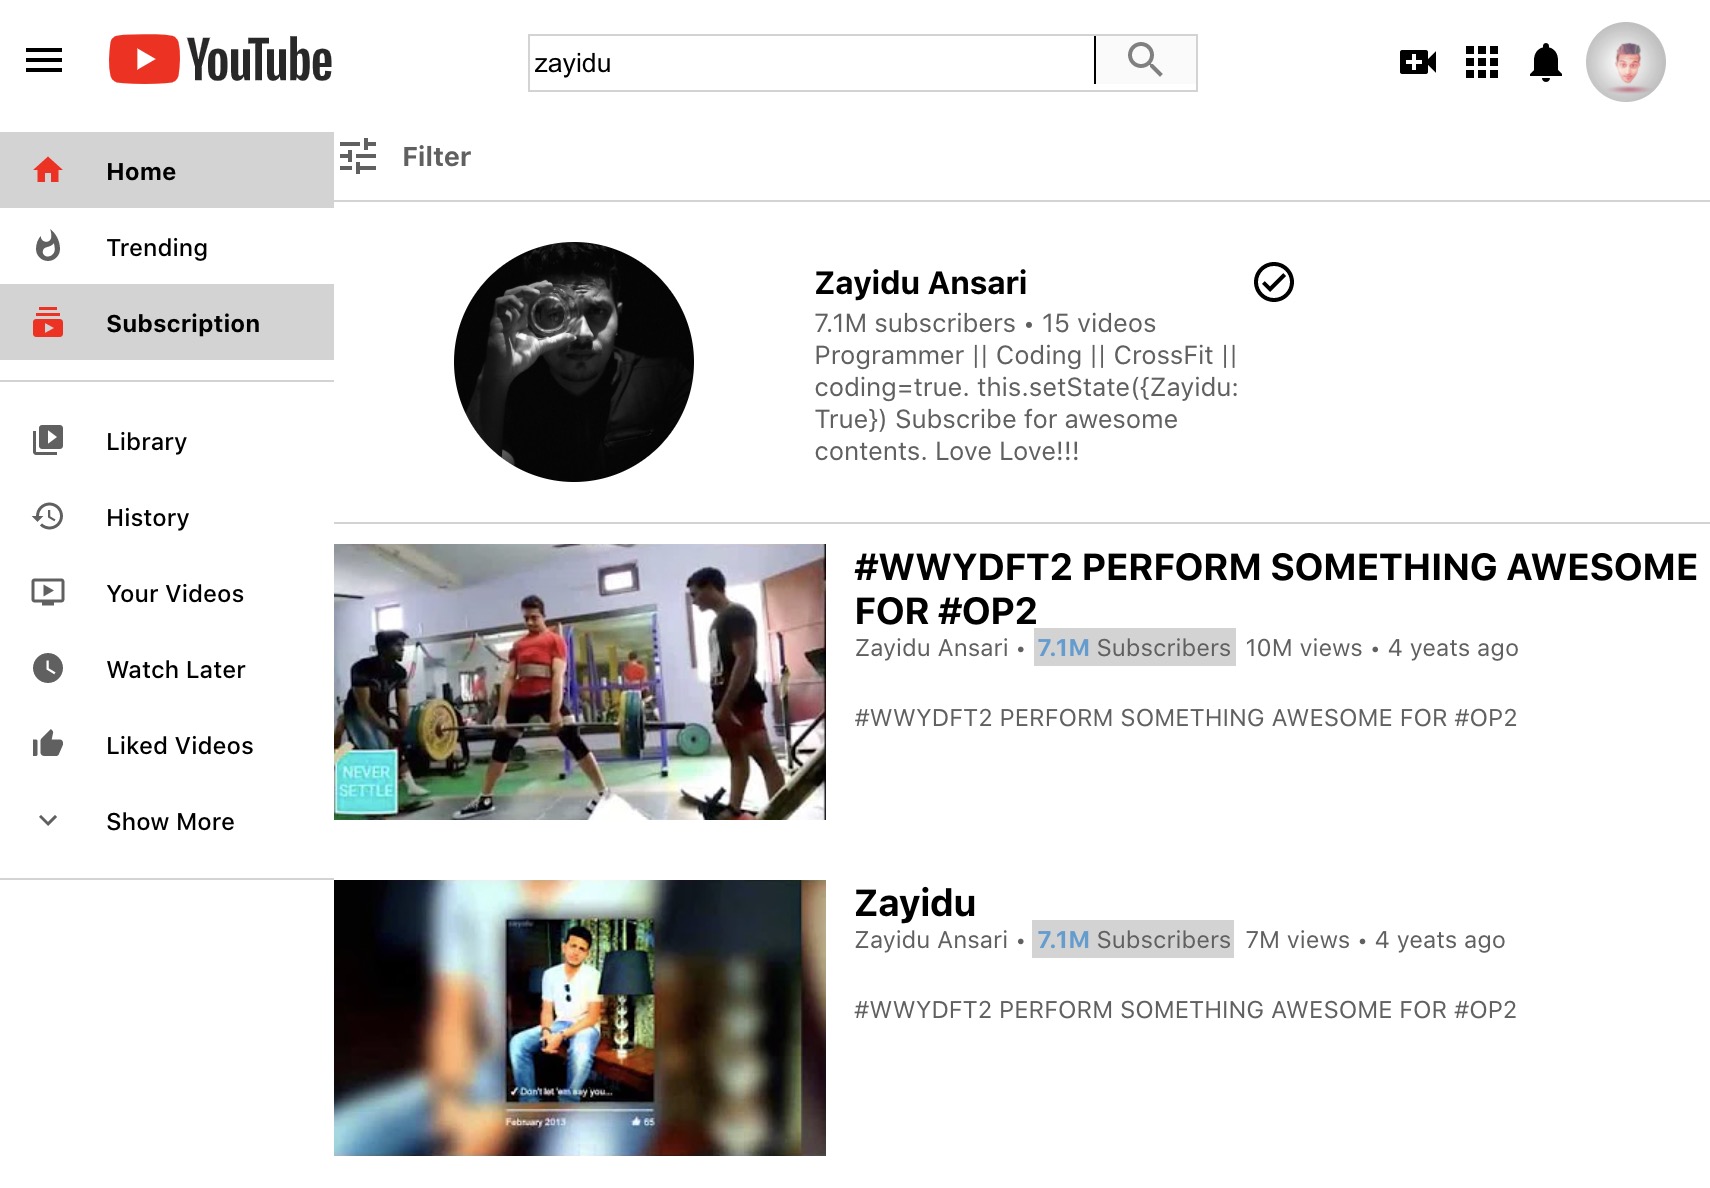 YouTube
zayidu
Home
Trending
Subscription
Library
History
Your Videos
Watch Later
Liked Videos
Show More
Filter
Zayidu Ansari
7.1M subscribers • 15 videos
Programmer || Coding || CrossFit ||
coding=true. this.setState({Zayidu:
True}) Subscribe for awesome
contents. Love Love!!!
#WWYDFT2 PERFORM SOMETHING AWESOME
FOR #OP2
Zayidu Ansari • 7.1M Subscribers 10M views • 4 yeats ago
#WWYDFT2 PERFORM SOMETHING AWESOME FOR #OP2
NEVER
SETTLE
Zayidu
Zayidu Ansari • 7.1M Subscribers 7M views • 4 yeats ago
#WWYDFT2 PERFORM SOMETHING AWESOME FOR #OP2
zayidu
✓ Don't let 'em say you...
February 2013
65